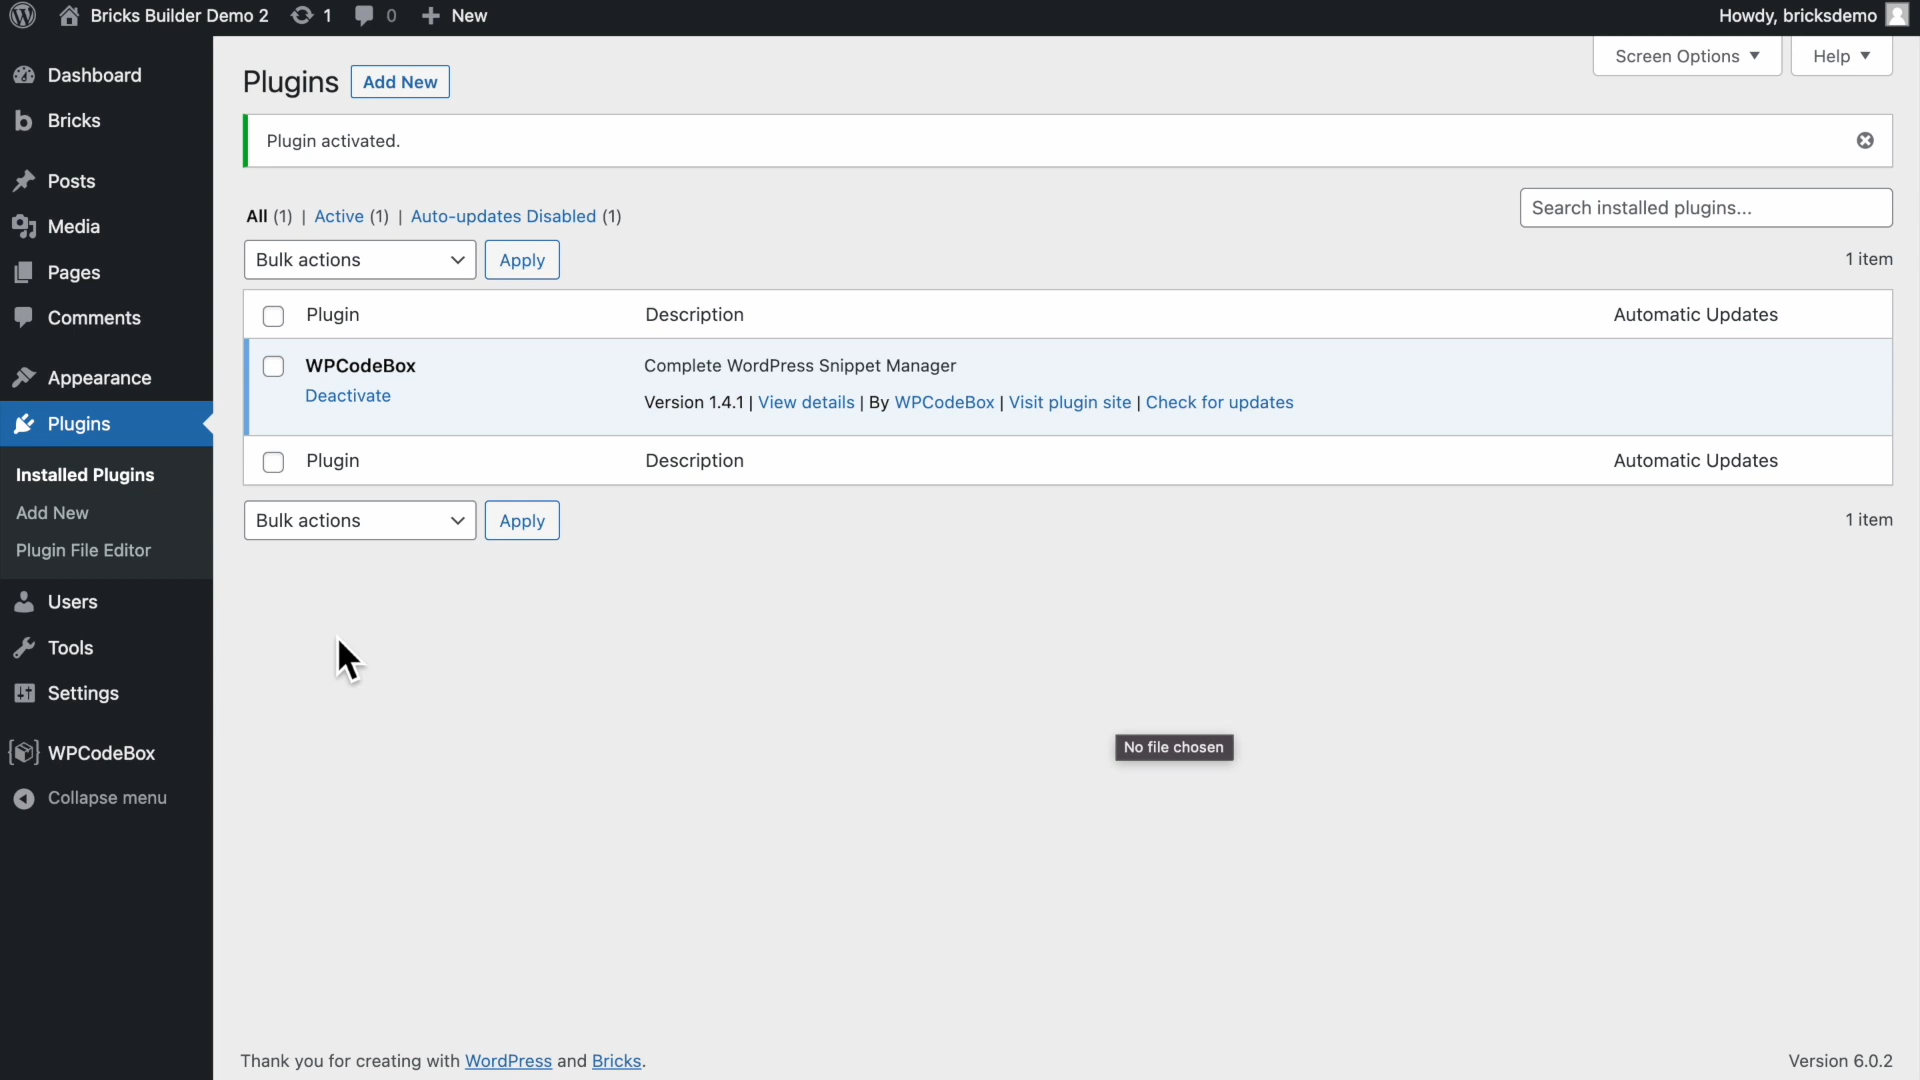 Bricks Builder Demo 2 1 0 New Howdy, bricksdemo
Screen Options Help
Dashboard
Bricks
Posts
Media
Pages
Comments
Appearance
Plugins
Installed Plugins
Add New
Plugin File Editor
Users
Tools
Settings
WPCodeBox
Collapse menu
Plugins Add New
Plugin activated.
All (1) | Active (1) | Auto-updates Disabled (1)
Search installed plugins...
Bulk actions Apply 1 item
Plugin Description Automatic Updates
WPCodeBox Complete WordPress Snippet Manager
Deactivate Version 1.4.1 | View details | By WPCodeBox | Visit plugin site | Check for updates
Plugin Description Automatic Updates
Bulk actions Apply 1 item
No file chosen
Thank you for creating with WordPress and Bricks. Version 6.0.2